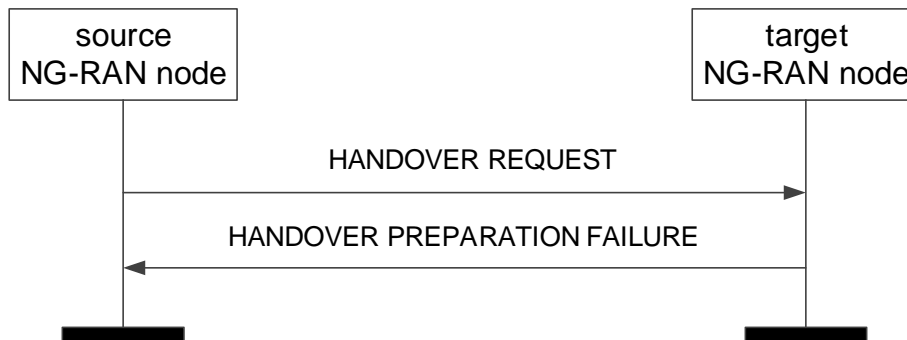 source
NG-RAN node
target
NG-RAN node
HANDOVER REQUEST
HANDOVER PREPARATION FAILURE